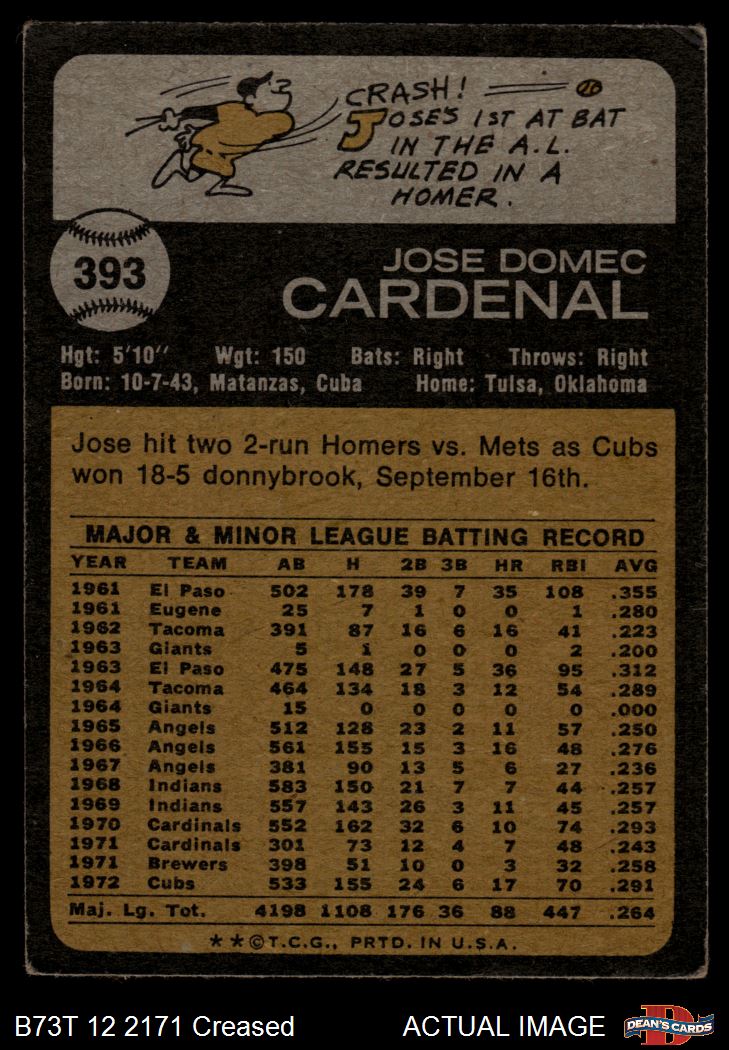 CRASH!
JOSE'S 1ST AT BAT
IN THE A.L.
RESULTED IN A
HOMER.
393
JOSE DOMEC
CARDENAL
Hgt: 5'10" Wgt: 150 Bats: Right Throws: Right
Born: 10-7-43, Matanzas, Cuba Home: Tulsa, Oklahoma
Jose hit two 2-run Homers vs. Mets as Cubs
won 18-5 donnybrook, September 16th.
MAJOR & MINOR LEAGUE BATTING RECORD
YEAR TEAM AB H 2B 3B HR RBI AVG
1961 El Paso 502 178 39 7 35 108 .355
1961 Eugene 25 7 1 0 0 1 .280
1962 Tacoma 391 87 16 6 16 41 .223
1963 Giants 5 1 0 0 0 2 .200
1963 El Paso 475 148 27 5 36 95 .312
1964 Tacoma 464 134 18 3 12 54 .289
1964 Giants 15 0 0 0 0 0 .000
1965 Angels 512 128 23 2 11 57 .250
1966 Angels 561 155 15 3 16 48 .276
1967 Angels 381 90 13 5 6 27 .236
1968 Indians 583 150 21 7 7 44 .257
1969 Indians 557 143 26 3 11 45 .257
1970 Cardinals 552 162 32 6 10 74 .293
1971 Cardinals 301 73 12 4 7 48 .243
1971 Brewers 398 51 10 0 3 32 .258
1972 Cubs 533 155 24 6 17 70 .291
Maj. Lg. Tot. 4198 1108 176 36 88 447 .264
**©T.C.G., PRTD. IN U.S.A.
B73T 12 2171 Creased ACTUAL IMAGE
DEAN'S CARDS